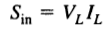 S_in = V_L I_L